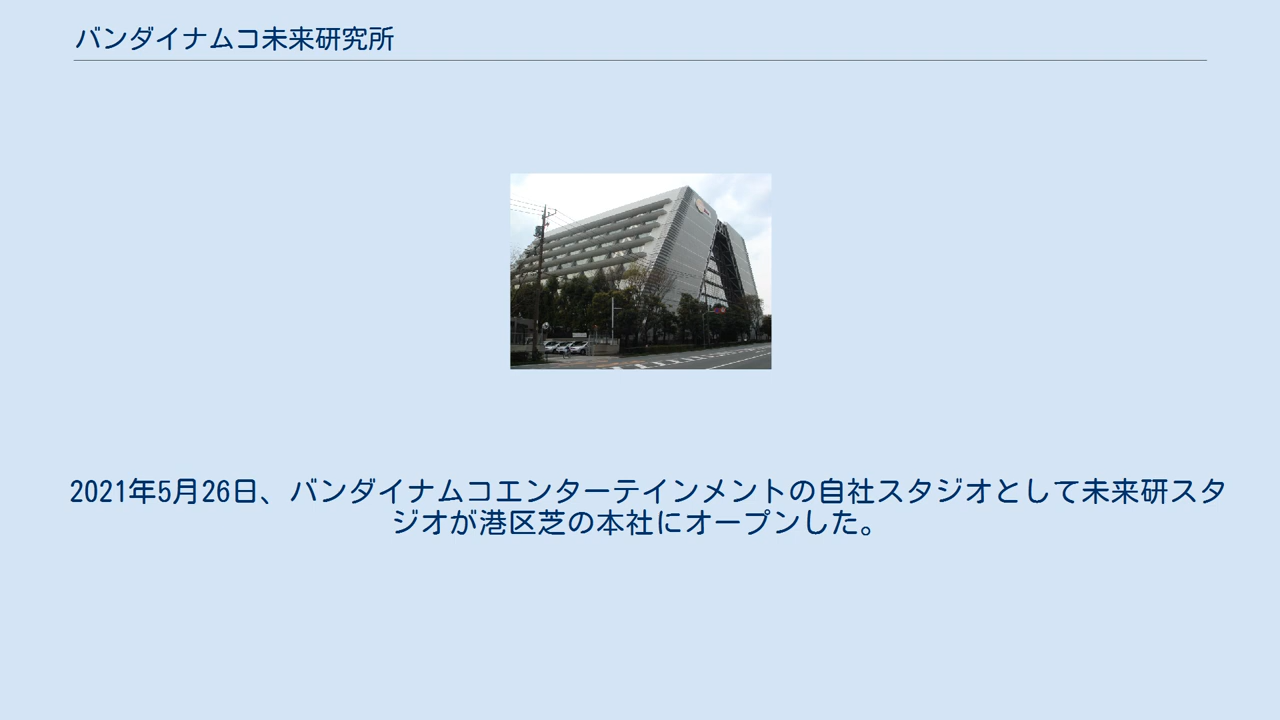 バンダイナムコ未来研究所
2021年5月26日、バンダイナムコエンターテインメントの自社スタジオとして未来研スタ
ジオが港区芝の本社にオープンした。